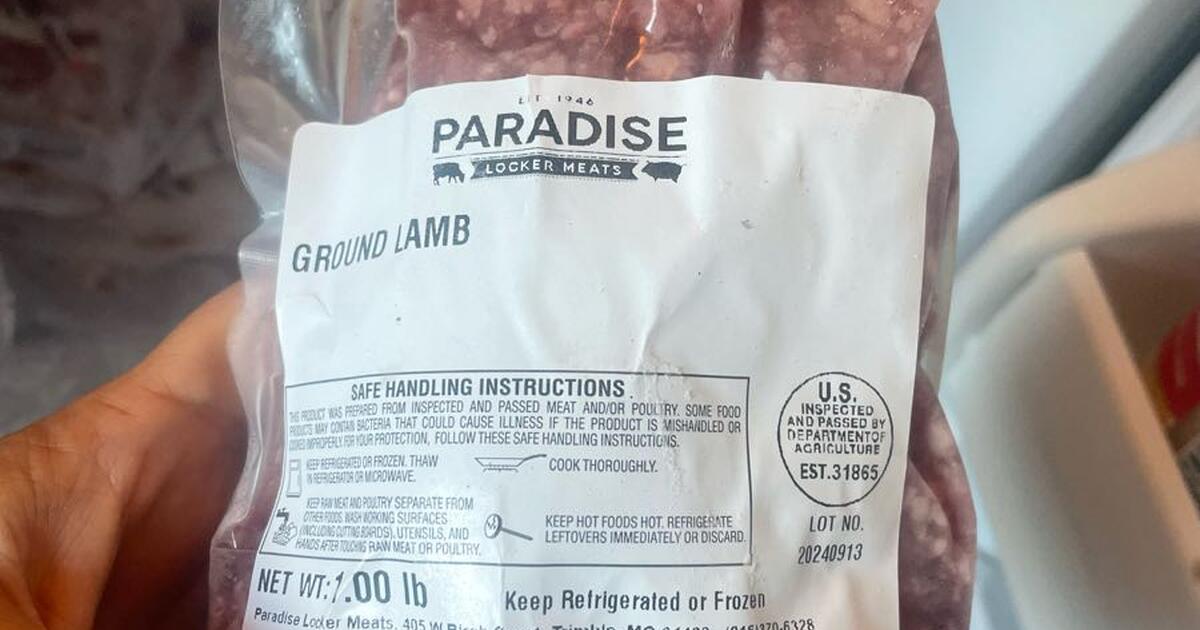 EST 1946
PARADISE
LOCKER MEATS
GROUND LAMB
SAFE HANDLING INSTRUCTIONS.
THIS PRODUCT WAS PREPARED FROM INSPECTED AND PASSED MEAT AND/OR POULTRY. SOME FOOD
PRODUCTS MAY CONTAIN BACTERIA THAT COULD CAUSE ILLNESS IF THE PRODUCT IS MISHANDLED OR
COOKED IMPROPERLY. FOR YOUR PROTECTION, FOLLOW THESE SAFE HANDLING INSTRUCTIONS.
KEEP REFRIGERATED OR FROZEN. THAW
IN REFRIGERATOR OR MICROWAVE.
COOK THOROUGHLY.
KEEP RAW MEAT AND POULTRY SEPARATE FROM
OTHER FOODS. WASH WORKING SURFACES
(INCLUDING CUTTING BOARDS), UTENSILS, AND
HANDS AFTER TOUCHING RAW MEAT OR POULTRY.
KEEP HOT FOODS HOT. REFRIGERATE
LEFTOVERS IMMEDIATELY OR DISCARD.
U.S.
INSPECTED
AND PASSED BY
DEPARTMENT OF
AGRICULTURE
EST.31865
LOT NO.
20240913
NET WT: 1.00 lb
Keep Refrigerated or Frozen
Paradise Locker Meats, 405 W Trimble, MO